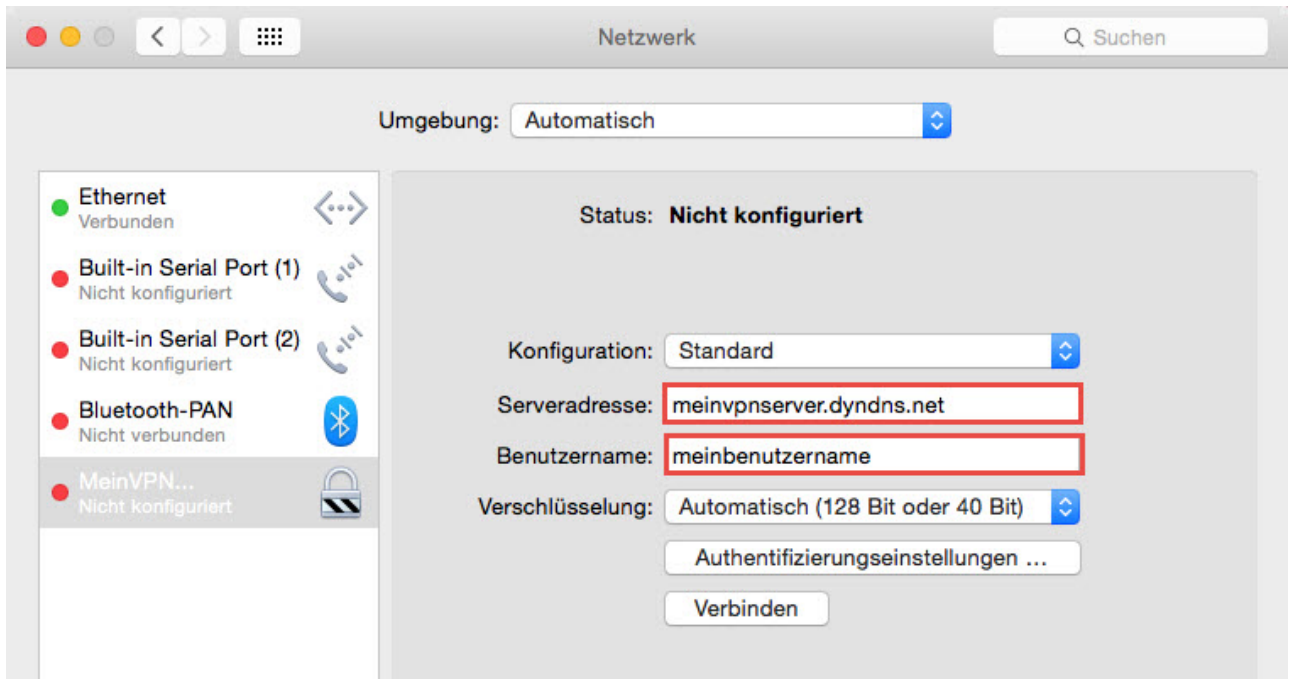 Netzwerk
Suchen
Umgebung: Automatisch
Ethernet
Verbunden
Built-in Serial Port (1)
Nicht konfiguriert
Built-in Serial Port (2)
Nicht konfiguriert
Bluetooth-PAN
Nicht verbunden
MeinVPN...
Nicht konfiguriert
Status: Nicht konfiguriert
Konfiguration: Standard
Serveradresse: meinvpnserver.dyndns.net
Benutzername: meinbenutzername
Verschlüsselung: Automatisch (128 Bit oder 40 Bit)
Authentifizierungseinstellungen ...
Verbinden